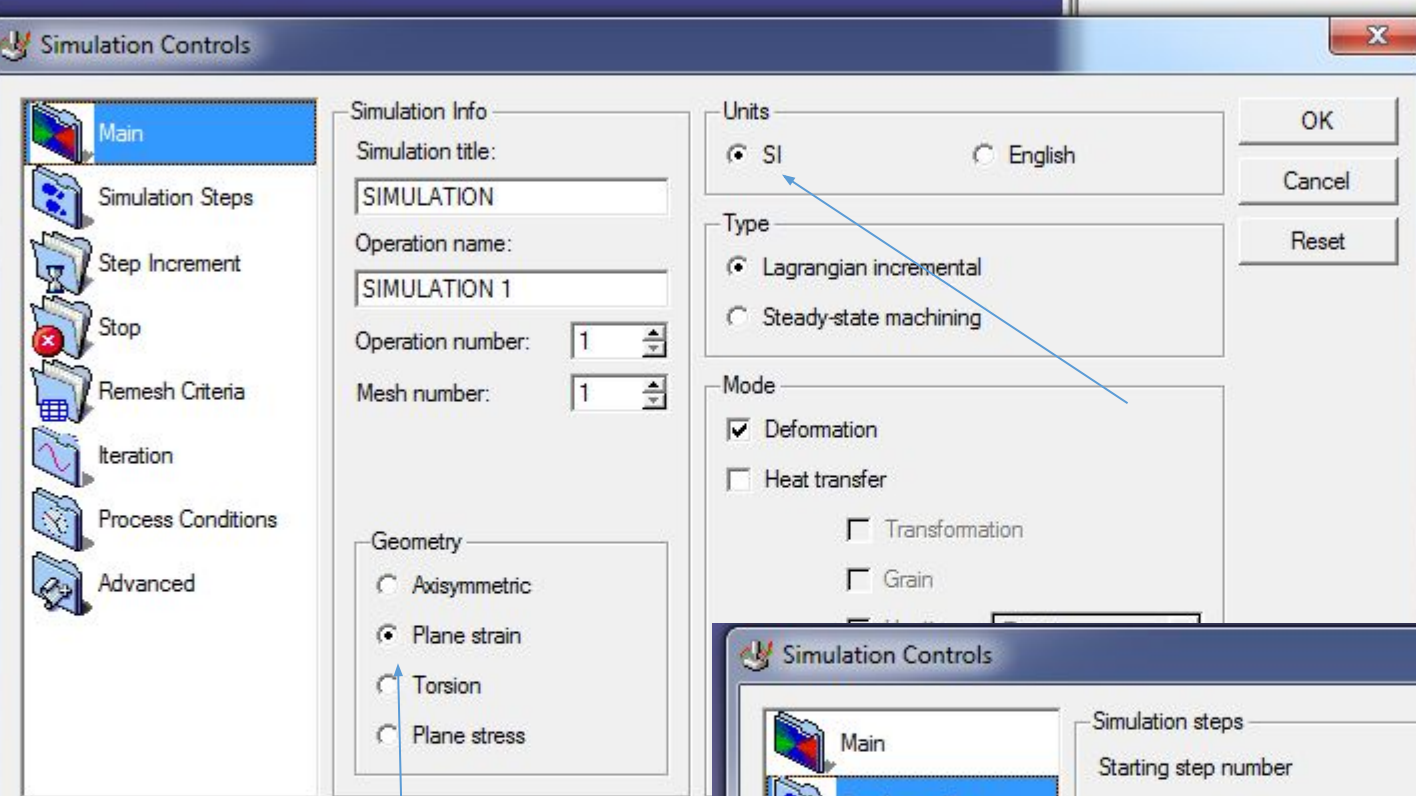 Simulation Controls
Main
Simulation Steps
Step Increment
Stop
Remesh Criteria
Iteration
Process Conditions
Advanced
Simulation Info
Simulation title:
SIMULATION
Operation name:
SIMULATION 1
Operation number:
1
Mesh number:
1
Geometry
Axisymmetric
Plane strain
Torsion
Plane stress
Units
SI
English
Type
Lagrangian incremental
Steady-state machining
Mode
Deformation
Heat transfer
Transformation
Grain
OK
Cancel
Reset
Simulation Controls
Main
Simulation steps
Starting step number